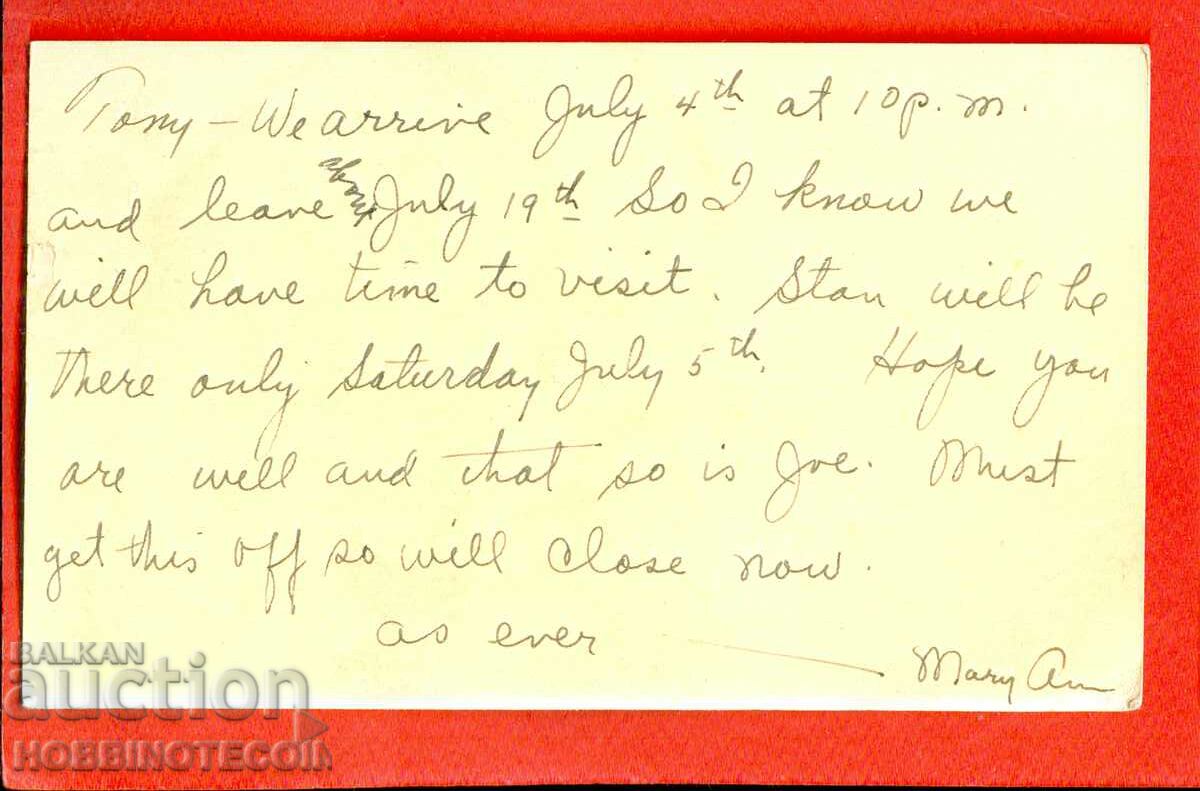 Tony – We arrive July 4th at 10 p.m.
and leave about July 19th so I know we
will have time to visit. Stan will be
there only Saturday July 5th. Hope you
are well and that so is Joe. Must
get this off so will close now.
as ever —— Mary Ann
BALKAN
auction
HOBBINOTECOIN